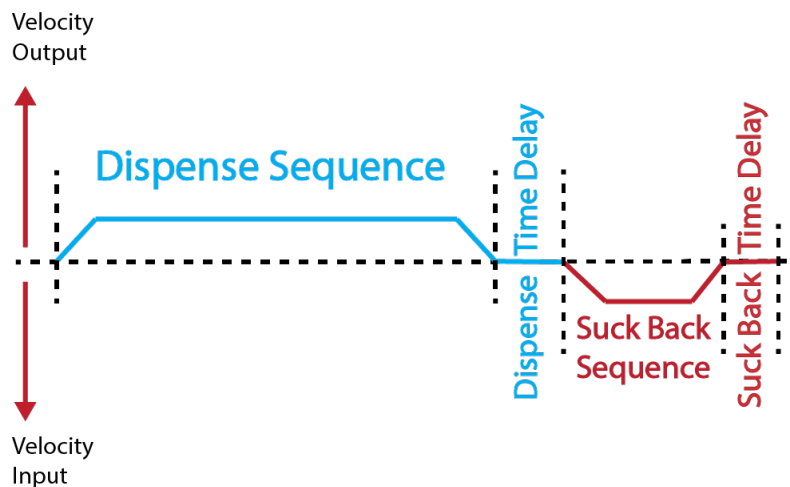 Velocity
Output
Dispense Sequence
Dispense Time Delay
Suck Back
Sequence
Suck Back Time Delay
Velocity
Input